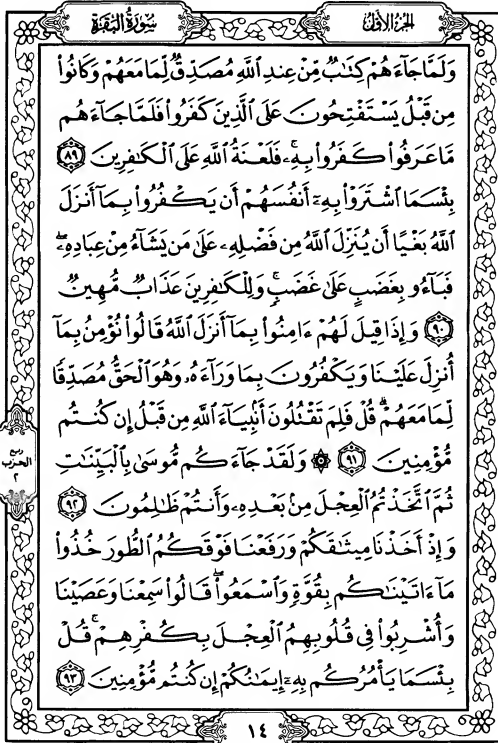 الجزء الأول
سورة البقرة
وَلَمَّا جَآءَهُمْ كِتَٰبٌ مِّنْ عِندِ ٱللَّهِ مُصَدِّقٌ لِّمَا مَعَهُمْ وَكَانُوا۟
مِن قَبْلُ يَسْتَفْتِحُونَ عَلَى ٱلَّذِينَ كَفَرُوا۟ فَلَمَّا جَآءَهُم
مَّا عَرَفُوا۟ كَفَرُوا۟ بِهِۦ ۚ فَلَعْنَةُ ٱللَّهِ عَلَى ٱلْكَٰفِرِينَ ٨٩
بِئْسَمَا ٱشْتَرَوْا۟ بِهِۦٓ أَنفُسَهُمْ أَن يَكْفُرُوا۟ بِمَآ أَنزَلَ
ٱللَّهُ بَغْيًا أَن يُنَزِّلَ ٱللَّهُ مِن فَضْلِهِۦ عَلَىٰ مَن يَشَآءُ مِنْ عِبَادِهِۦ ۖ
فَبَآءُو بِغَضَبٍ عَلَىٰ غَضَبٍ ۚ وَلِلْكَٰفِرِينَ عَذَابٌ مُّهِينٌ
٩٠ وَإِذَا قِيلَ لَهُمْ ءَامِنُوا۟ بِمَآ أَنزَلَ ٱللَّهُ قَالُوا۟ نُؤْمِنُ بِمَآ
أُنزِلَ عَلَيْنَا وَيَكْفُرُونَ بِمَا وَرَآءَهُۥ وَهُوَ ٱلْحَقُّ مُصَدِّقًا
لِّمَا مَعَهُمْ ۗ قُلْ فَلِمَ تَقْتُلُونَ أَنۢبِيَآءَ ٱللَّهِ مِن قَبْلُ إِن كُنتُم
مُّؤْمِنِينَ ٩١ ۞ وَلَقَدْ جَآءَكُم مُّوسَىٰ بِٱلْبَيِّنَٰتِ
ثُمَّ ٱتَّخَذْتُمُ ٱلْعِجْلَ مِنۢ بَعْدِهِۦ وَأَنتُمْ ظَٰلِمُونَ ٩٢
وَإِذْ أَخَذْنَا مِيثَٰقَكُمْ وَرَفَعْنَا فَوْقَكُمُ ٱلطُّورَ خُذُوا۟
مَآ ءَاتَيْنَٰكُم بِقُوَّةٍ وَٱسْمَعُوا۟ ۖ قَالُوا۟ سَمِعْنَا وَعَصَيْنَا
وَأُشْرِبُوا۟ فِى قُلُوبِهِمُ ٱلْعِجْلَ بِكُفْرِهِمْ ۚ قُلْ
بِئْسَمَا يَأْمُرُكُم بِهِۦٓ إِيمَٰنُكُمْ إِن كُنتُم مُّؤْمِنِينَ ٩٣
ربع
الحزب
٢
١٤